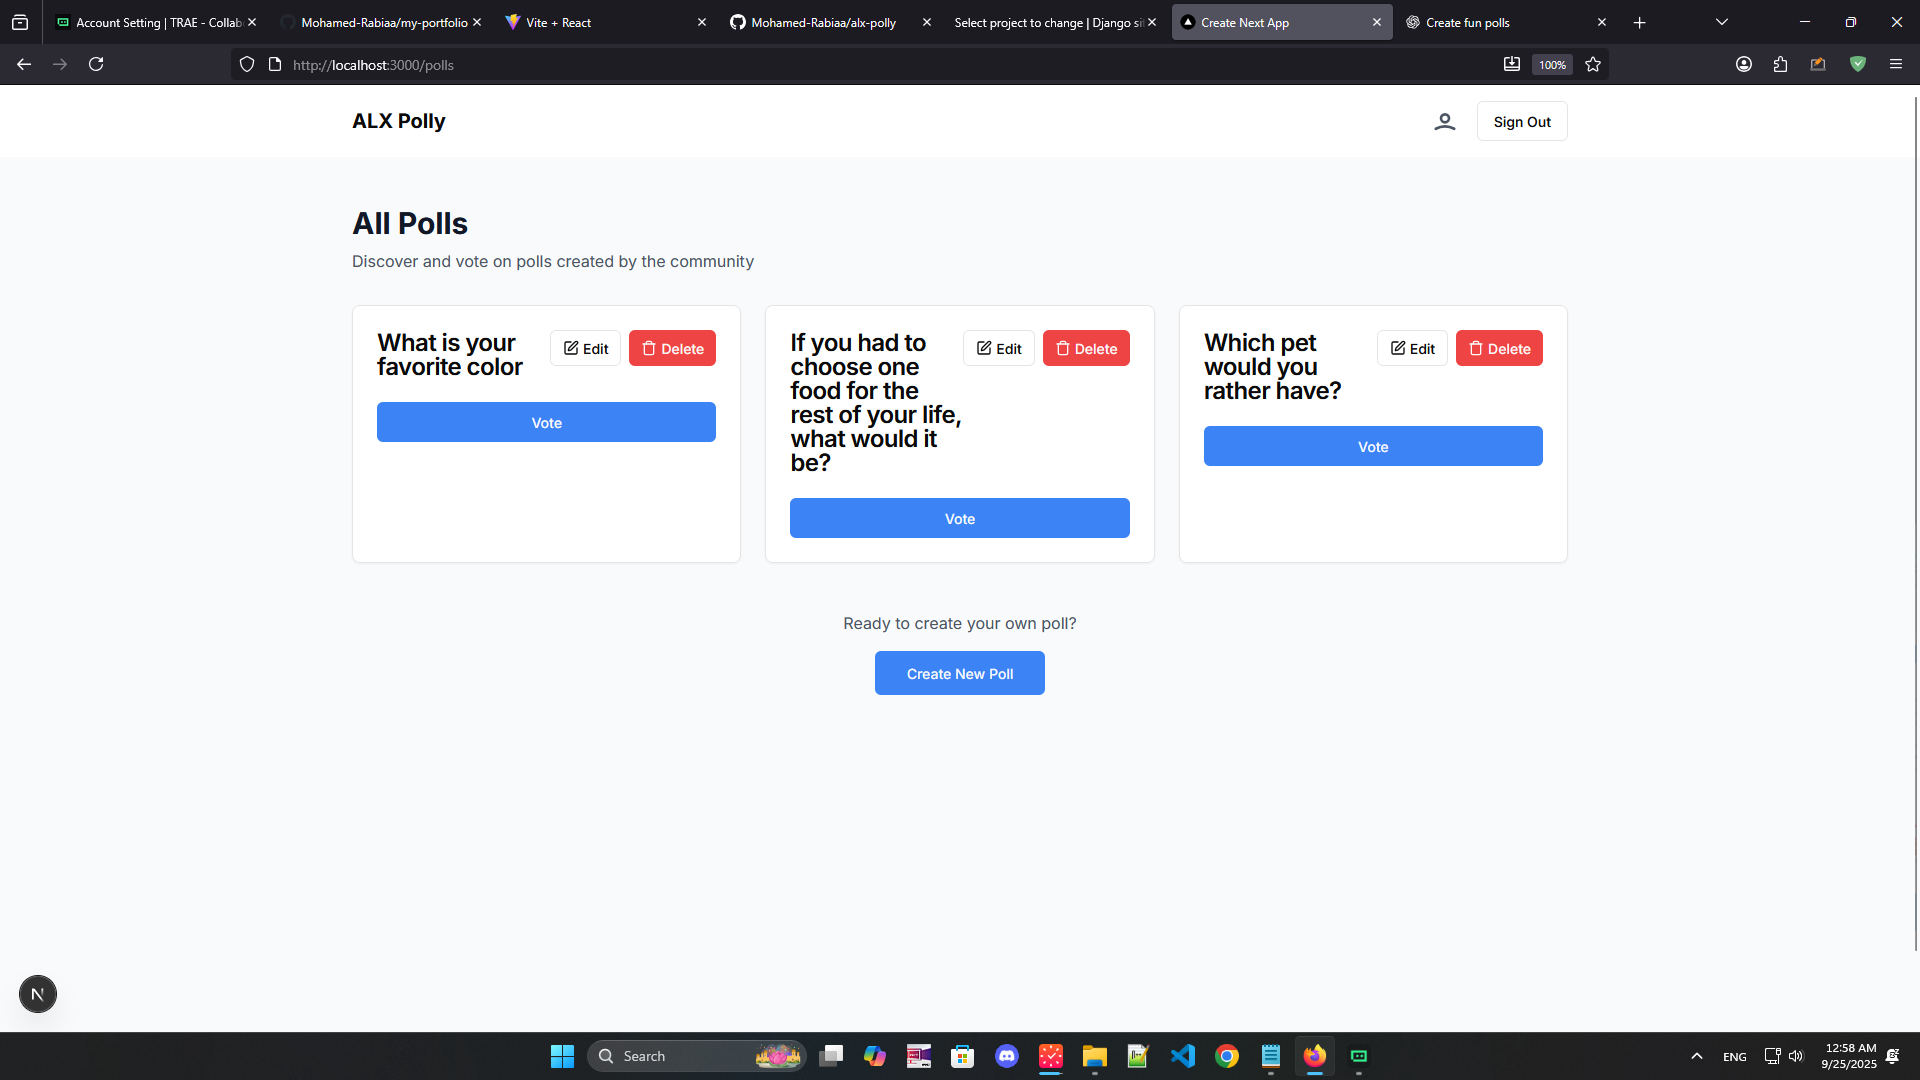 Account Setting | TRAE - Collab
Mohamed-Rabiaa/my-portfolio
Vite + React
Mohamed-Rabiaa/alx-polly
Select project to change | Django si
Create Next App
Create fun polls
http://localhost:3000/polls
100%
ALX Polly
Sign Out
All Polls
Discover and vote on polls created by the community
What is your
favorite color
Edit
Delete
Vote
If you had to
choose one
food for the
rest of your life,
what would it
be?
Edit
Delete
Vote
Which pet
would you
rather have?
Edit
Delete
Vote
Ready to create your own poll?
Create New Poll
N
Search
ENG
12:58 AM
9/25/2025